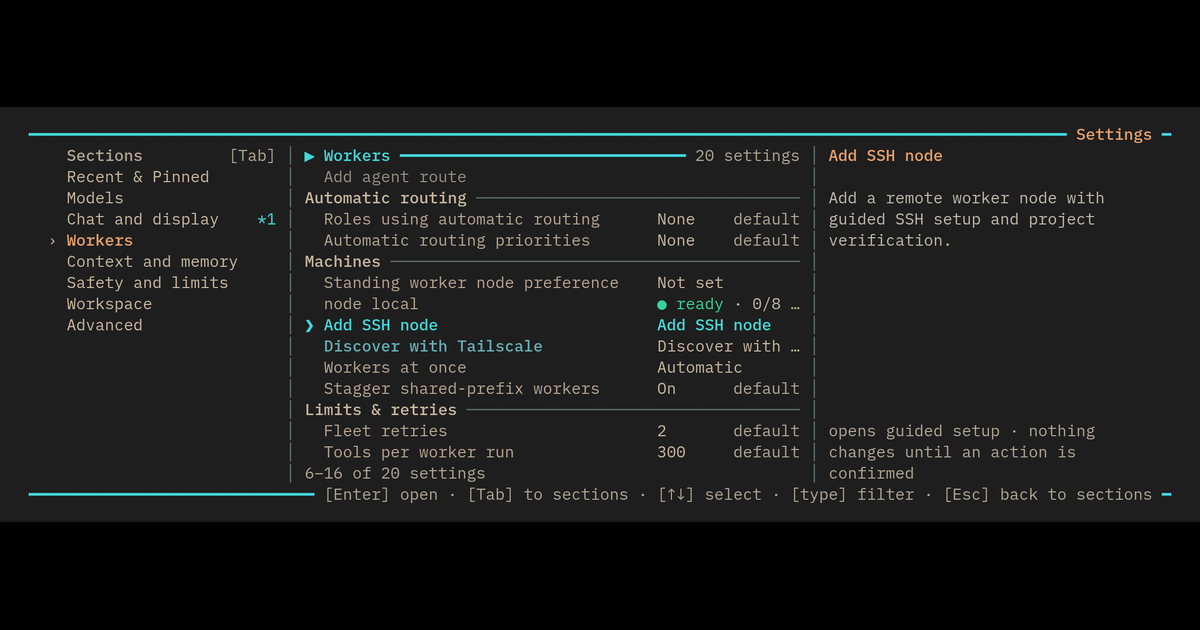 Settings
Sections [Tab]
Recent & Pinned
Models
Chat and display *1
› Workers
Context and memory
Safety and limits
Workspace
Advanced
▶ Workers 20 settings
Add agent route
Automatic routing
Roles using automatic routing None default
Automatic routing priorities None default
Machines
Standing worker node preference Not set
node local ● ready · 0/8 …
❯ Add SSH node Add SSH node
Discover with Tailscale Discover with …
Workers at once Automatic
Stagger shared-prefix workers On default
Limits & retries
Fleet retries 2 default
Tools per worker run 300 default
6–16 of 20 settings
Add SSH node
Add a remote worker node with
guided SSH setup and project
verification.
opens guided setup · nothing
changes until an action is
confirmed
[Enter] open · [Tab] to sections · [↑↓] select · [type] filter · [Esc] back to sections